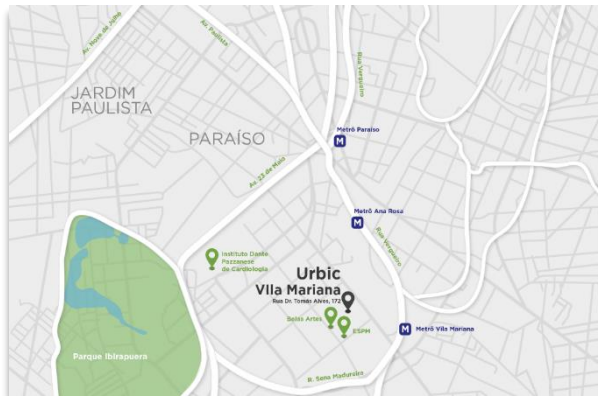 Av. Nove de Julho
Av. Paulista
Rua Vergueiro
JARDIM
PAULISTA
PARAÍSO
Metrô Paraíso
M
Av. 23 de Maio
Metrô Ana Rosa
M
Rua Vergueiro
Instituto Dante
Pazzanese
de Cardiologia
Urbic
VIla Mariana
Rua Dr. Tomás Alves, 172
Belas Artes
ESPM
M
Metrô Vila Mariana
Parque Ibirapuera
R. Sena Madureira